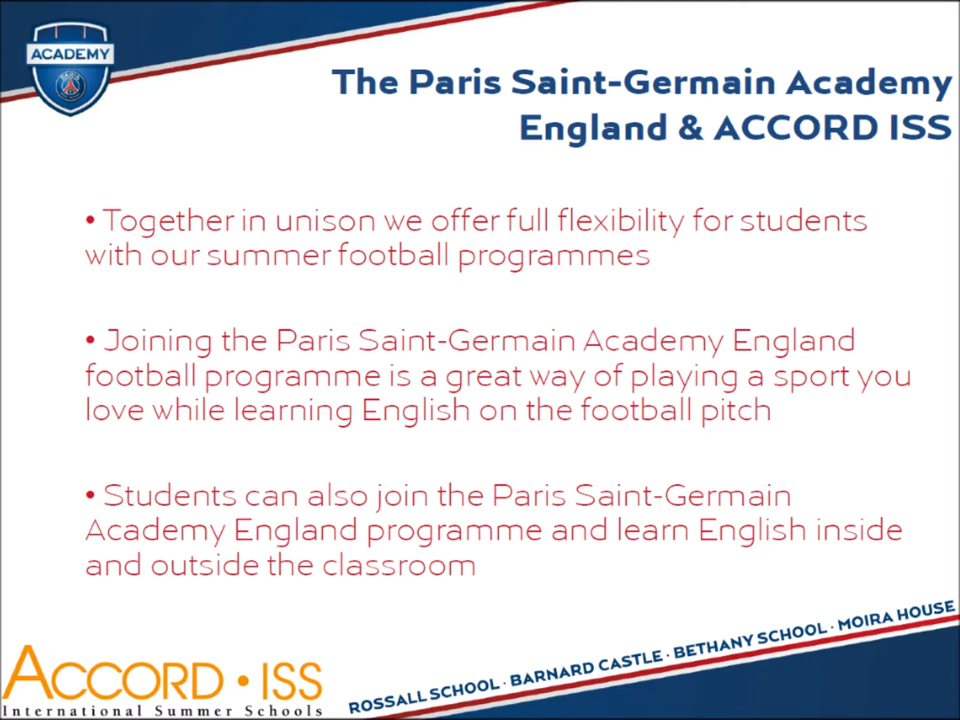 ACADEMY
PARIS
The Paris Saint-Germain Academy
England & ACCORD ISS
• Together in unison we offer full flexibility for students
with our summer football programmes
• Joining the Paris Saint-Germain Academy England
football programme is a great way of playing a sport you
love while learning English on the football pitch
• Students can also join the Paris Saint-Germain
Academy England programme and learn English inside
and outside the classroom
ACCORD • ISS
International Summer Schools
ROSSALL SCHOOL · BARNARD CASTLE · BETHANY SCHOOL · MOIRA HOUSE